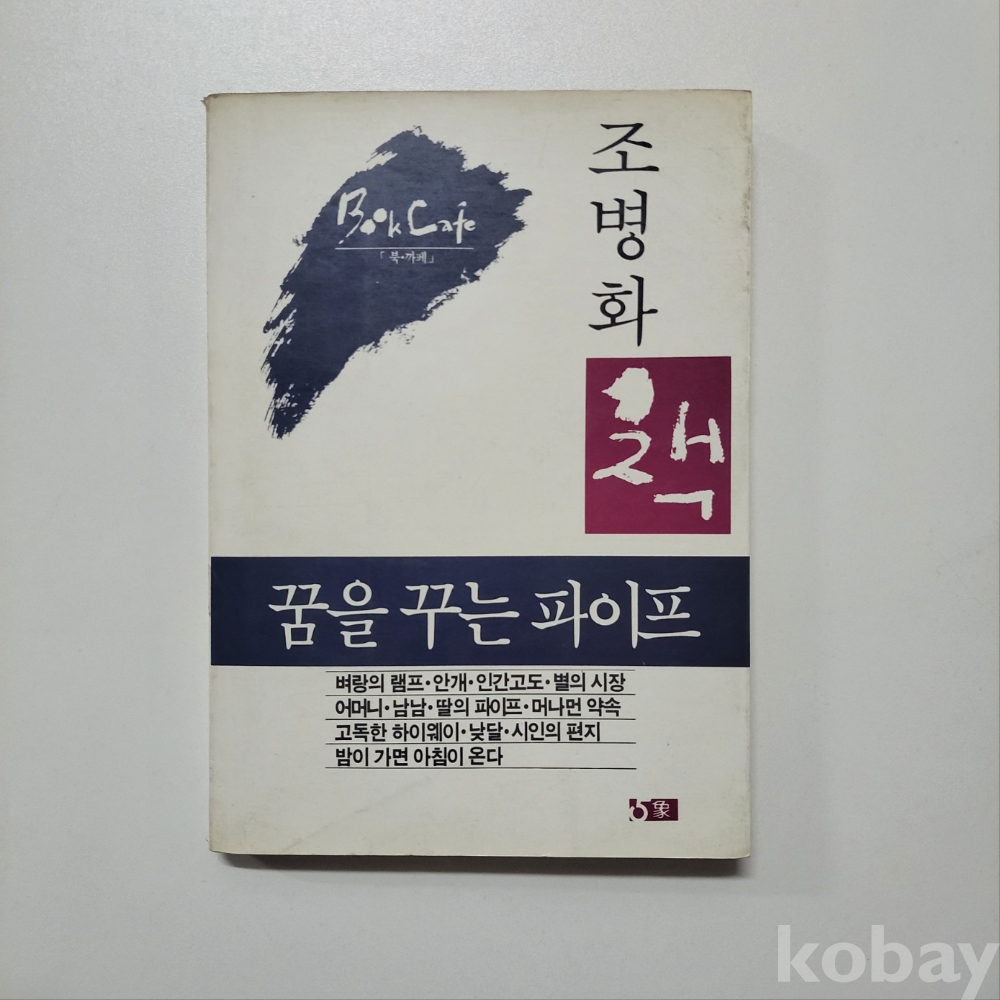 Book Cafe
「북·까페」
조병화
책
꿈을 꾸는 파이프
벼랑의 램프·안개·인간고도·별의 시장
어머니·남남·딸의 파이프·머나먼 약속
고독한 하이웨이·낮달·시인의 편지
밤이 가면 아침이 온다
5象
kobay